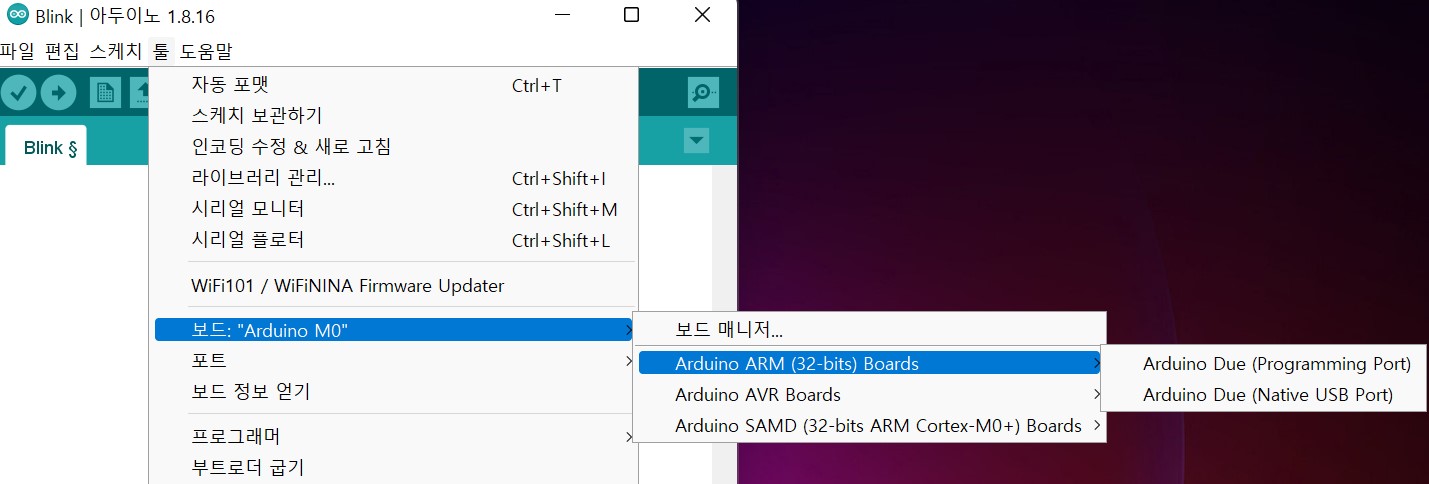 Blink | 아두이노 1.8.16
파일 편집 스케치 툴 도움말
Blink §
자동 포맷 Ctrl+T
스케치 보관하기
인코딩 수정 & 새로 고침
라이브러리 관리... Ctrl+Shift+I
시리얼 모니터 Ctrl+Shift+M
시리얼 플로터 Ctrl+Shift+L
WiFi101 / WiFiNINA Firmware Updater
보드: "Arduino M0"
포트
보드 정보 얻기
프로그래머
부트로더 굽기
보드 매니저...
Arduino ARM (32-bits) Boards
Arduino AVR Boards
Arduino SAMD (32-bits ARM Cortex-M0+) Boards
Arduino Due (Programming Port)
Arduino Due (Native USB Port)